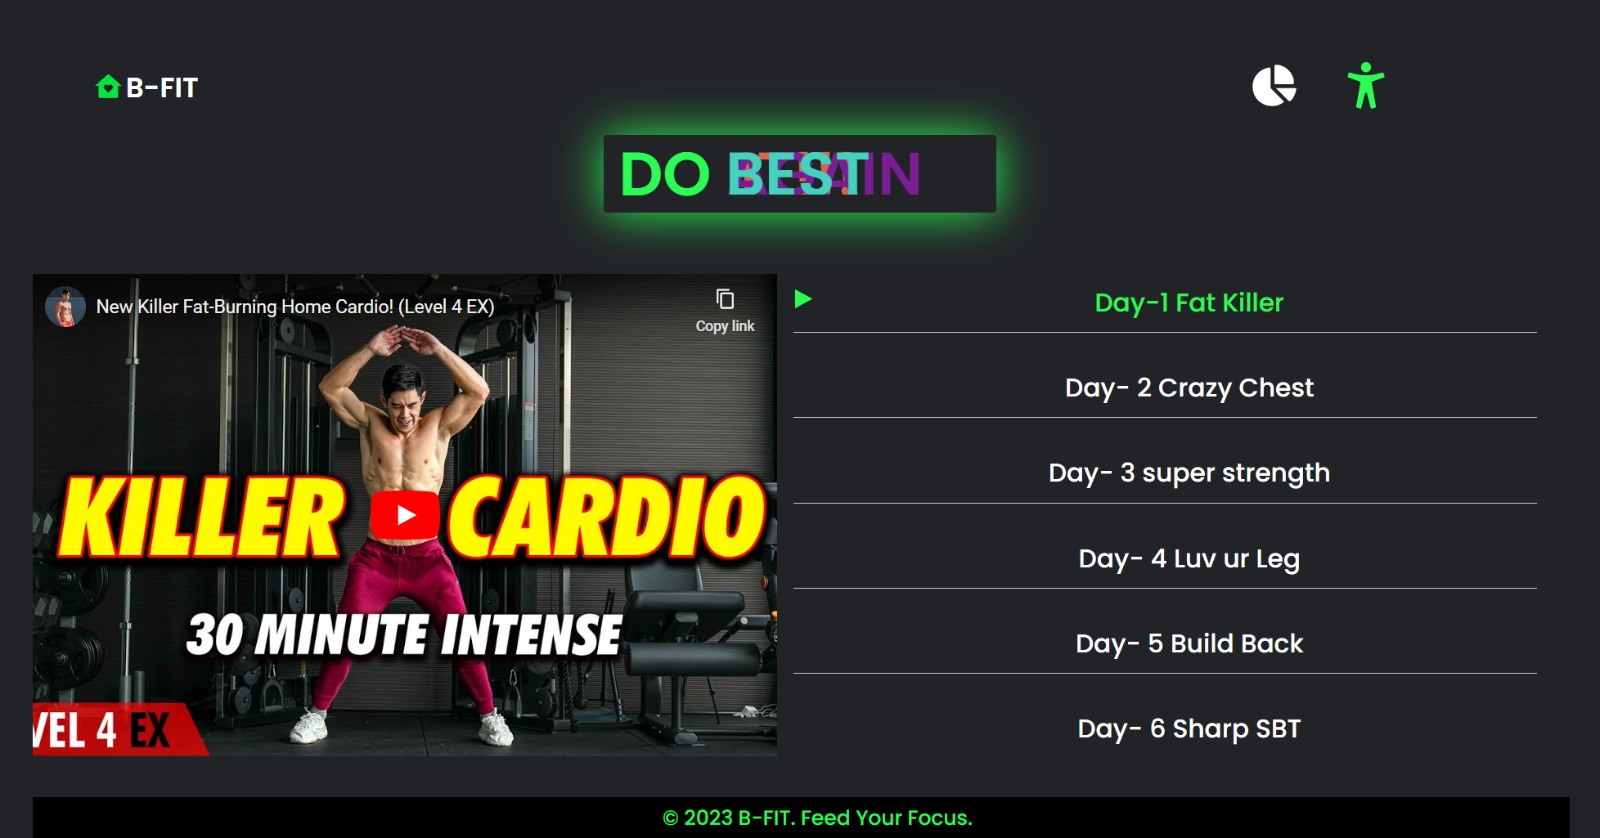 B-FIT
DO BEST AGAIN
New Killer Fat-Burning Home Cardio! (Level 4 EX)
Copy link
KILLER CARDIO
30 MINUTE INTENSE
VEL 4 EX
Day-1 Fat Killer
Day- 2 Crazy Chest
Day- 3 super strength
Day- 4 Luv ur Leg
Day- 5 Build Back
Day- 6 Sharp SBT
© 2023 B-FIT. Feed Your Focus.